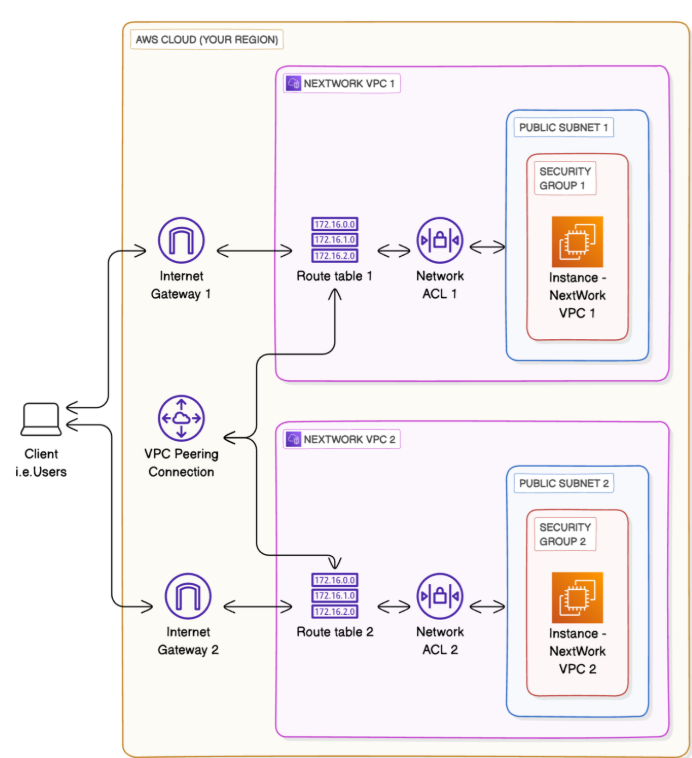 AWS CLOUD (YOUR REGION)
NEXTWORK VPC 1
PUBLIC SUBNET 1
SECURITY
GROUP 1
172.16.0.0
172.16.1.0
172.16.2.0
Internet
Gateway 1
Route table 1
Network
ACL 1
Instance -
NextWork
VPC 1
Client
i.e.Users
VPC Peering
Connection
NEXTWORK VPC 2
PUBLIC SUBNET 2
SECURITY
GROUP 2
172.16.0.0
172.16.1.0
172.16.2.0
Internet
Gateway 2
Route table 2
Network
ACL 2
Instance -
NextWork
VPC 2